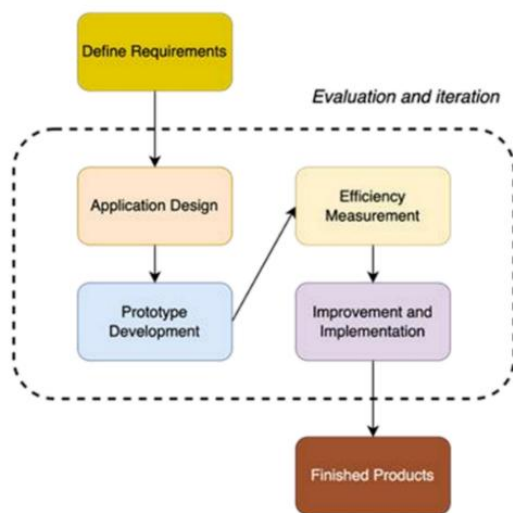 Define Requirements
Evaluation and iteration
Application Design
Efficiency
Measurement
Prototype
Development
Improvement and
Implementation
Finished Products